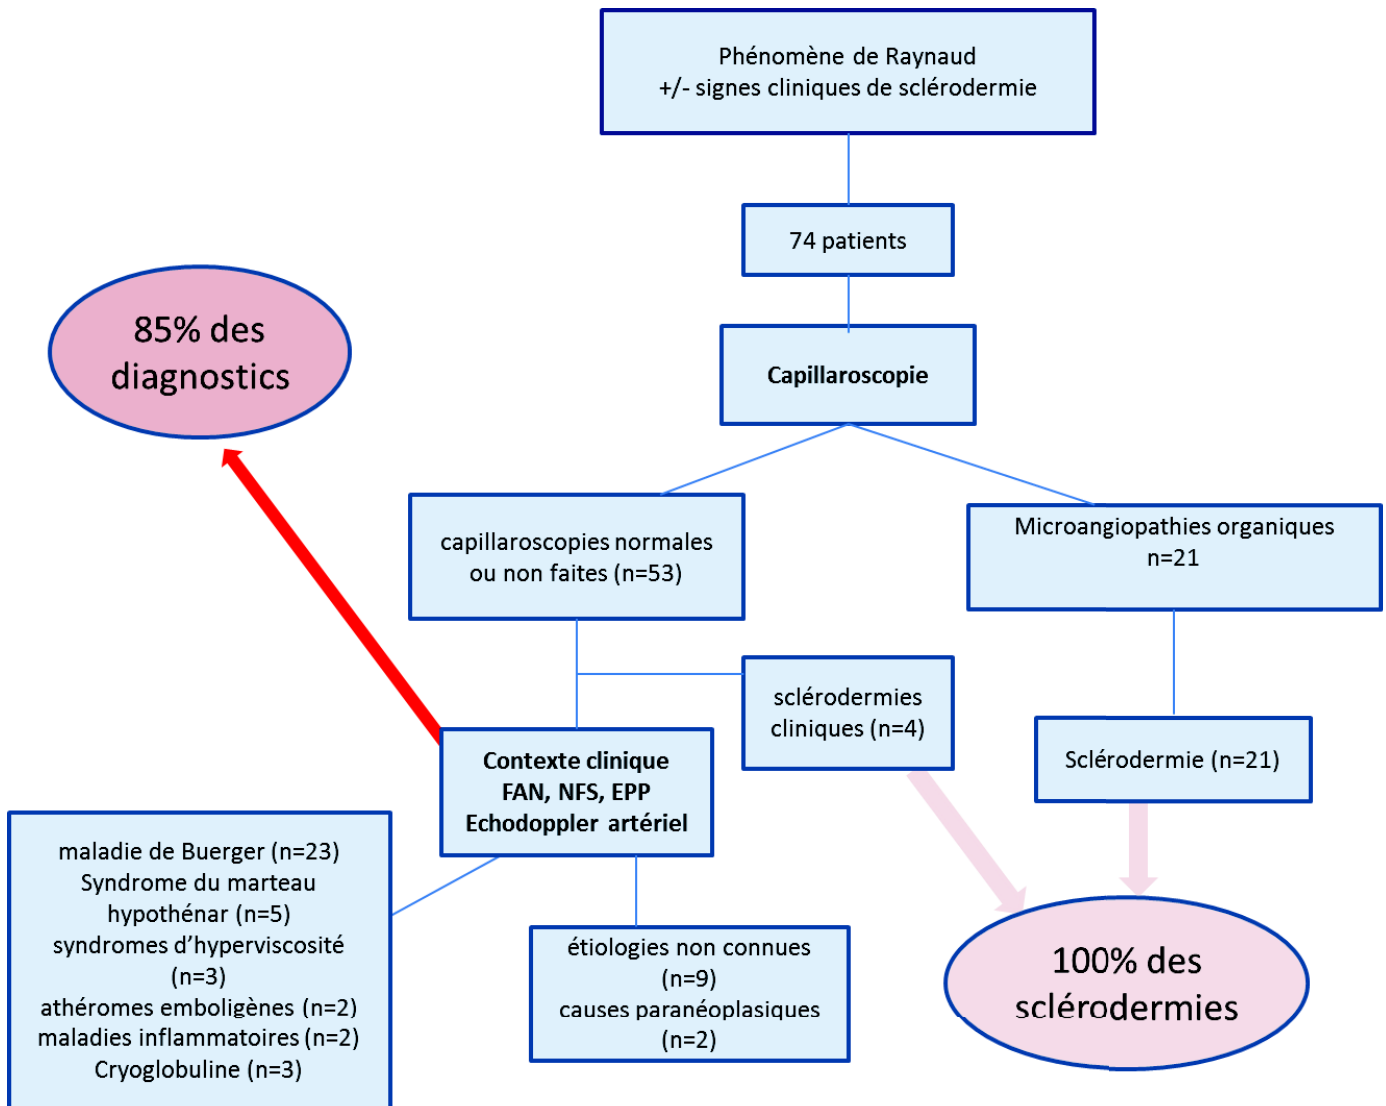 Phénomène de Raynaud
+/- signes cliniques de sclérodermie
74 patients
85% des
diagnostics
Capillaroscopie
capillaroscopies normales
ou non faites (n=53)
Microangiopathies organiques
n=21
sclérodermies
cliniques (n=4)
Sclérodermie (n=21)
Contexte clinique
FAN, NFS, EPP
Echodoppler artériel
maladie de Buerger (n=23)
Syndrome du marteau
hypothénar (n=5)
syndromes d'hyperviscosité
(n=3)
athéromes emboligènes (n=2)
maladies inflammatoires (n=2)
Cryoglobuline (n=3)
étiologies non connues
(n=9)
causes paranéoplasiques
(n=2)
100% des
sclérodermies